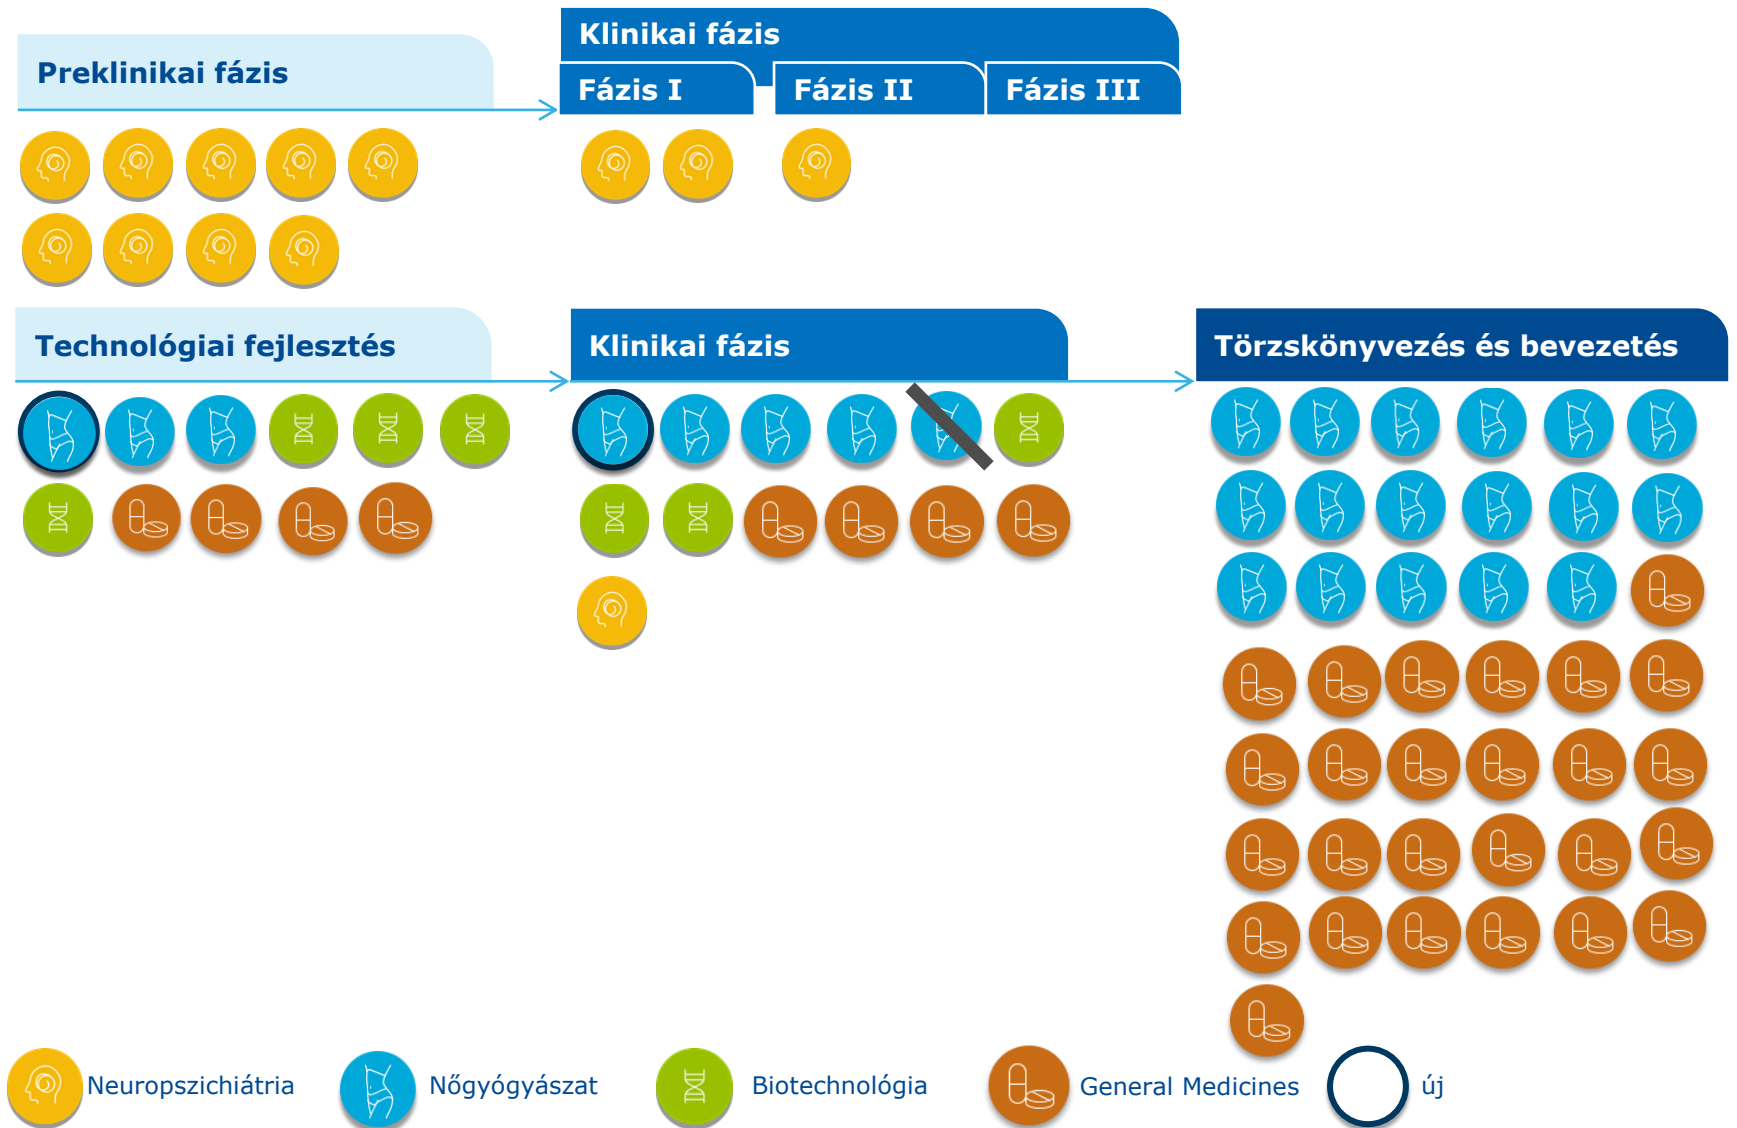 Preklinikai fázis
Klinikai fázis
Fázis I
Fázis II
Fázis III
Technológiai fejlesztés
Klinikai fázis
Törzskönyvezés és bevezetés
Neuropszichiátria
Nőgyógyászat
Biotechnológia
General Medicines
új